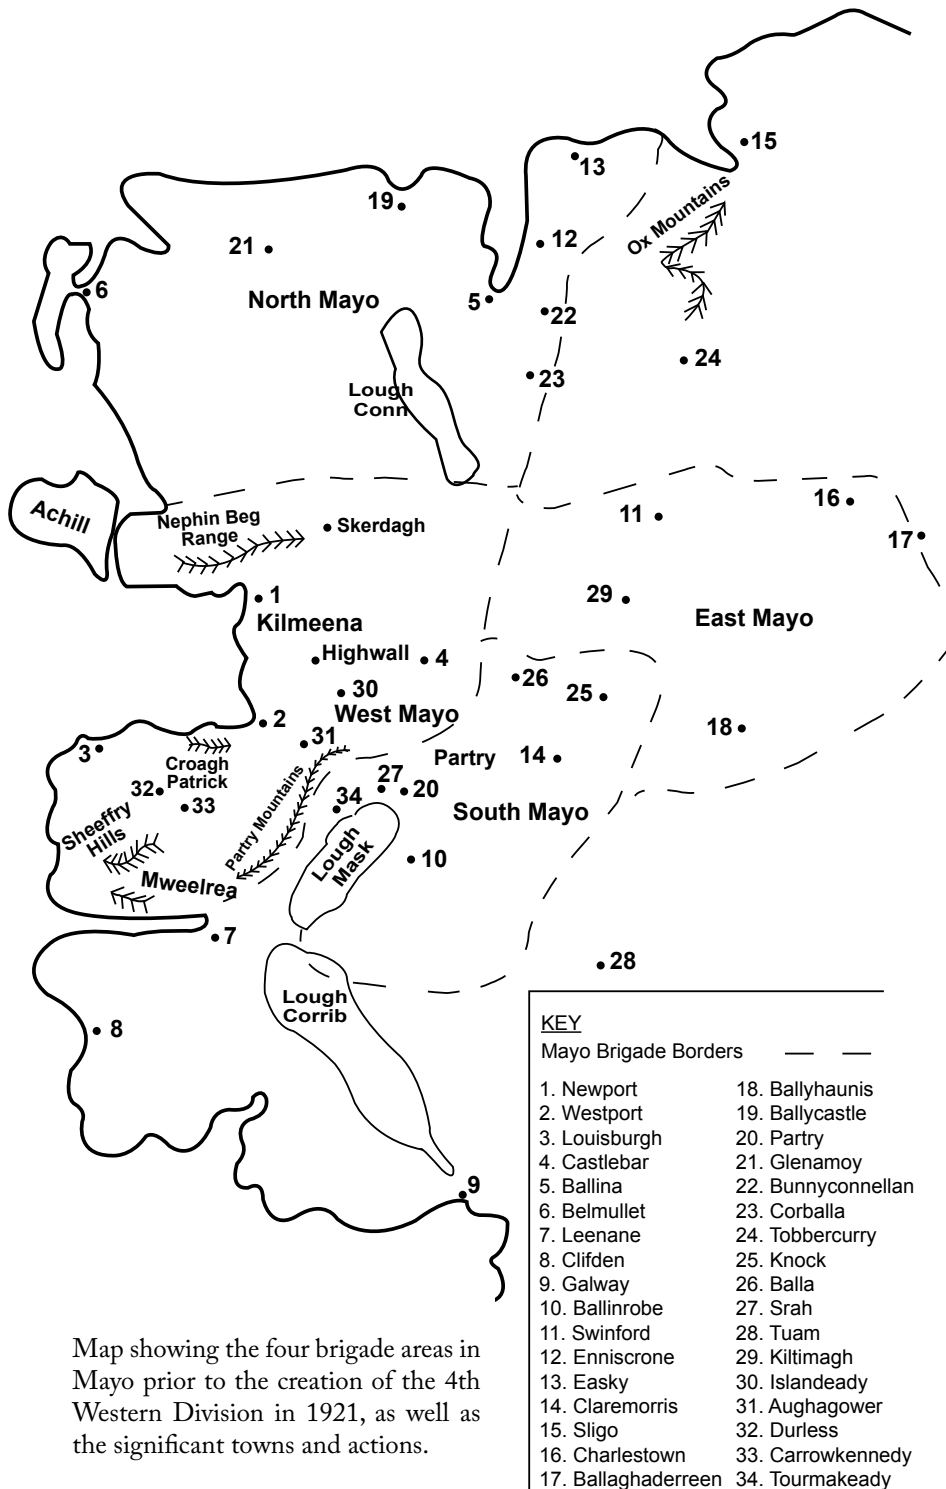 15
13
19
Ox Mountains
12
21
6
North Mayo
5
22
24
23
Lough
Conn
Achill
16
11
Nephin Beg
Range
Skerdagh
17
1
29
Kilmeena
East Mayo
Highwall
4
26
30
25
West Mayo
2
18
31
3
Partry
14
Croagh
Patrick
27
20
32
33
34
Partry Mountains
South Mayo
Sheeffry
Hills
Lough
Mask
10
Mweelrea
7
28
Lough
Corrib
8
9
KEY
Mayo Brigade Borders
1. Newport
2. Westport
3. Louisburgh
4. Castlebar
5. Ballina
6. Belmullet
7. Leenane
8. Clifden
9. Galway
10. Ballinrobe
11. Swinford
12. Enniscrone
13. Easky
14. Claremorris
15. Sligo
16. Charlestown
17. Ballaghaderreen
18. Ballyhaunis
19. Ballycastle
20. Partry
21. Glenamoy
22. Bunnyconnellan
23. Corballa
24. Tobbercurry
25. Knock
26. Balla
27. Srah
28. Tuam
29. Kiltimagh
30. Islandeady
31. Aughagower
32. Durless
33. Carrowkennedy
34. Tourmakeady
Map showing the four brigade areas in
Mayo prior to the creation of the 4th
Western Division in 1921, as well as
the significant towns and actions.